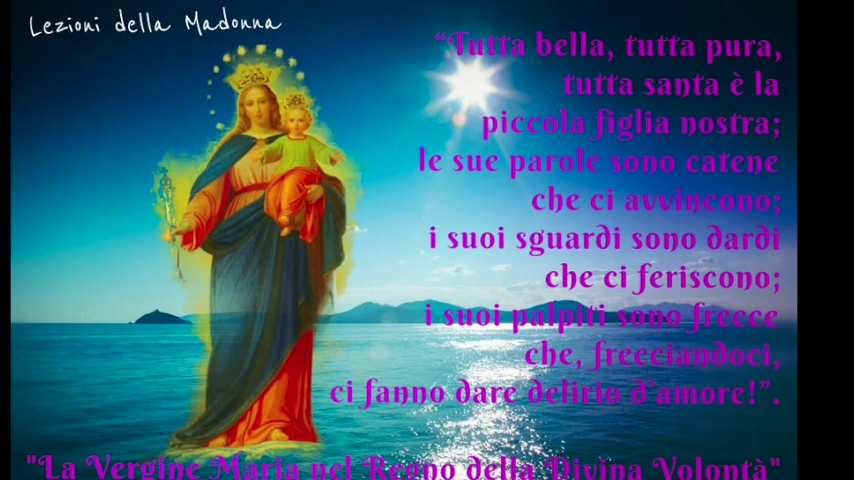 Lezioni della Madonna
“Tutta bella, tutta pura,
tutta santa è la
piccola figlia nostra;
le sue parole sono catene
che ci avvincono;
i suoi sguardi sono dardi
che ci feriscono;
i suoi palpiti sono frecce
che, frecciandoci,
ci fanno dare delirio d'amore!”.
"La Vergine Maria nel Regno della Divina Volontà"